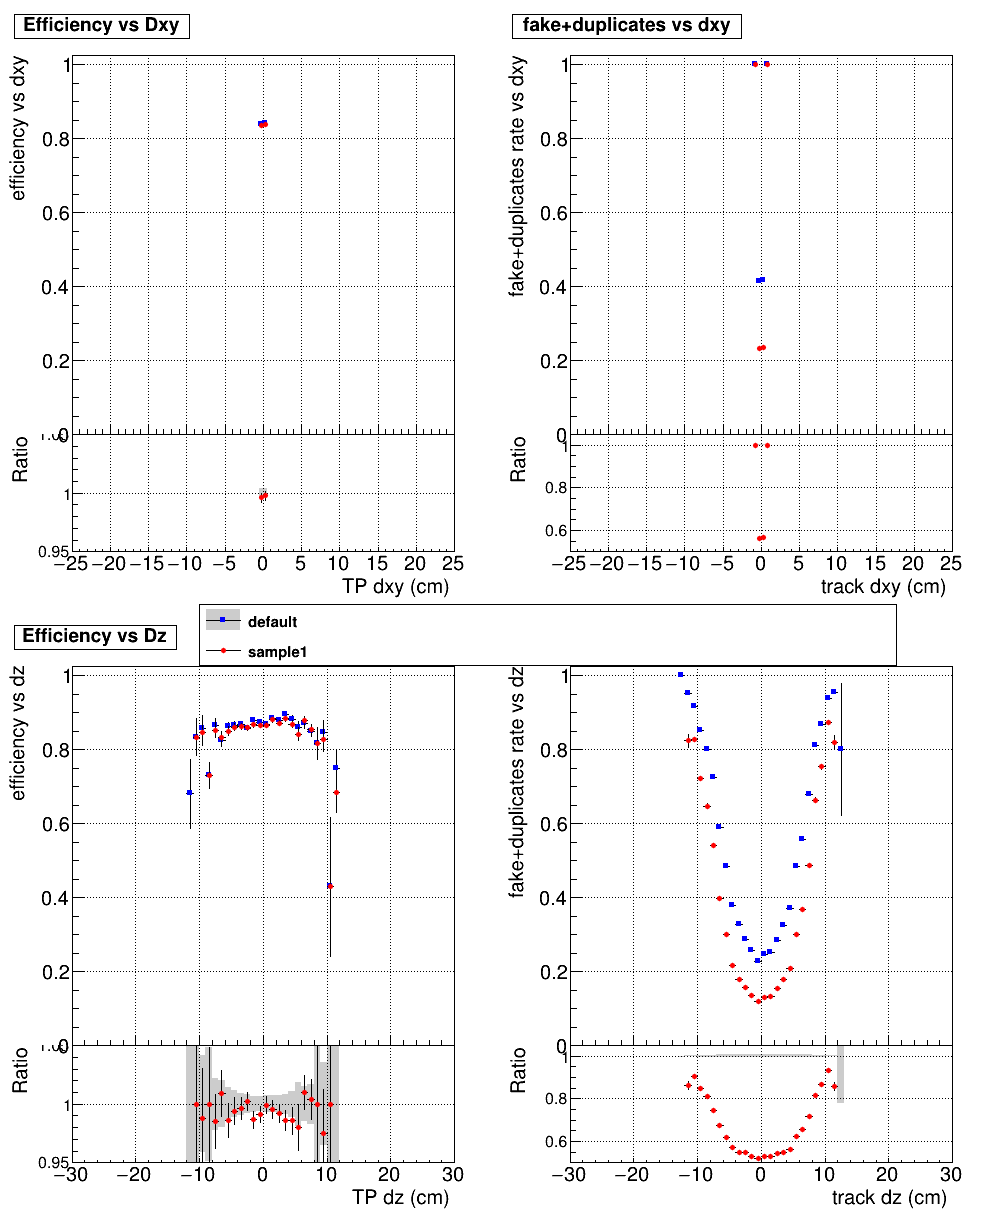 Efficiency vs Dxy
fake+duplicates vs dxy
efficiency vs dxy
1
0.8
0.6
0.4
0.2
0
Ratio
1
0.95
−25 −20 −15 −10 −5 0 5 10 15 20 25
TP dxy (cm)
fake+duplicates rate vs dxy
1
0.8
0.6
0.4
0.2
0
Ratio
1
0.8
0.6
−25 −20 −15 −10 −5 0 5 10 15 20 25
track dxy (cm)
default
sample1
Efficiency vs Dz
efficiency vs dz
1
0.8
0.6
0.4
0.2
0
Ratio
1
0.95
−30 −20 −10 0 10 20 30
TP dz (cm)
fake+duplicates rate vs dz
1
0.8
0.6
0.4
0.2
0
Ratio
1
0.8
0.6
−30 −20 −10 0 10 20 30
track dz (cm)